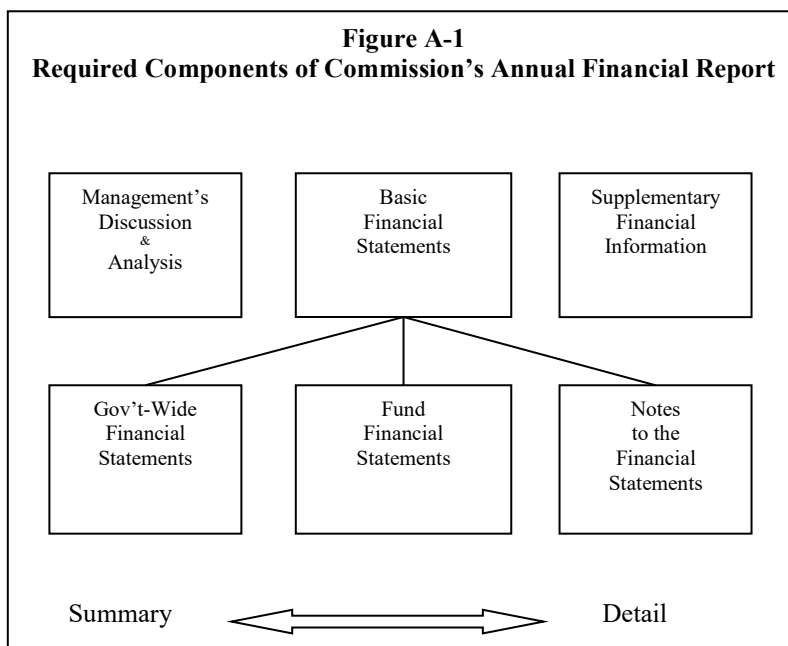 Figure A-1
Required Components of Commission’s Annual Financial Report
Management’s
Discussion
&
Analysis
Basic
Financial
Statements
Supplementary
Financial
Information
Gov’t-Wide
Financial
Statements
Fund
Financial
Statements
Notes
to the
Financial
Statements
Summary
Detail